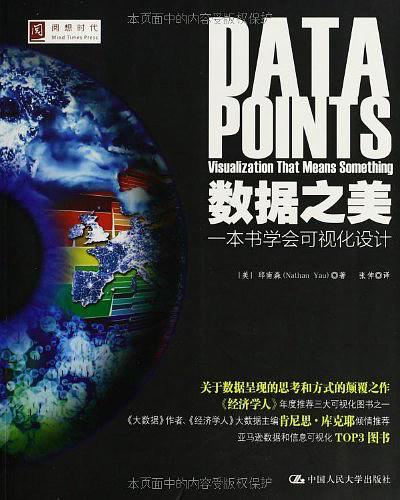 本页面中的内容受版权保护
阅
阅想时代
Mind Times Press
DATA
POINTS
Visualization That Means Something
数据之美
一本书学会可视化设计
[美] 邱南森(Nathan Yau)◎著 张伸◎译
关于数据呈现的思考和方式的颠覆之作
《经济学人》年度推荐三大可视化图书之一
《大数据》作者、《经济学人》大数据主编肯尼思·库克耶倾情推荐
亚马逊数据和信息可视化 TOP3 图书
中国人民大学出版社
本页面中的内容受版权保护